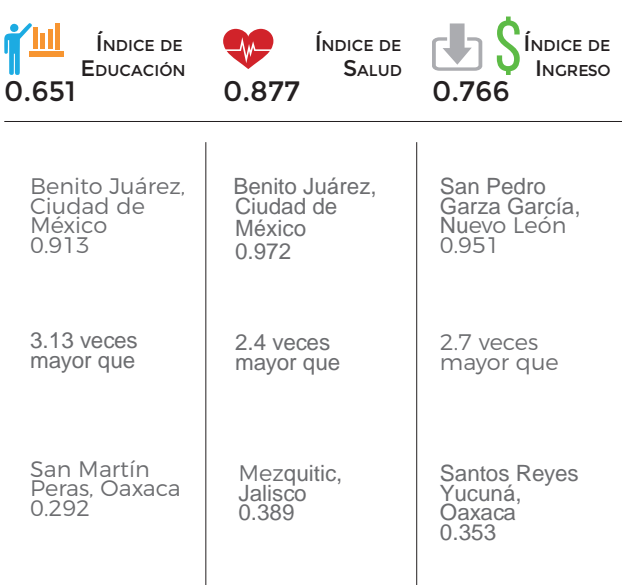 ÍNDICE DE
EDUCACIÓN
0.651
ÍNDICE DE
SALUD
0.877
$
ÍNDICE DE
INGRESO
0.766
Benito Juárez,
Ciudad de
México
0.913
3.13 veces
mayor que
San Martín
Peras, Oaxaca
0.292
Benito Juárez,
Ciudad de
México
0.972
2.4 veces
mayor que
Mezquitic,
Jalisco
0.389
San Pedro
Garza García,
Nuevo León
0.951
2.7 veces
mayor que
Santos Reyes
Yucuná,
Oaxaca
0.353